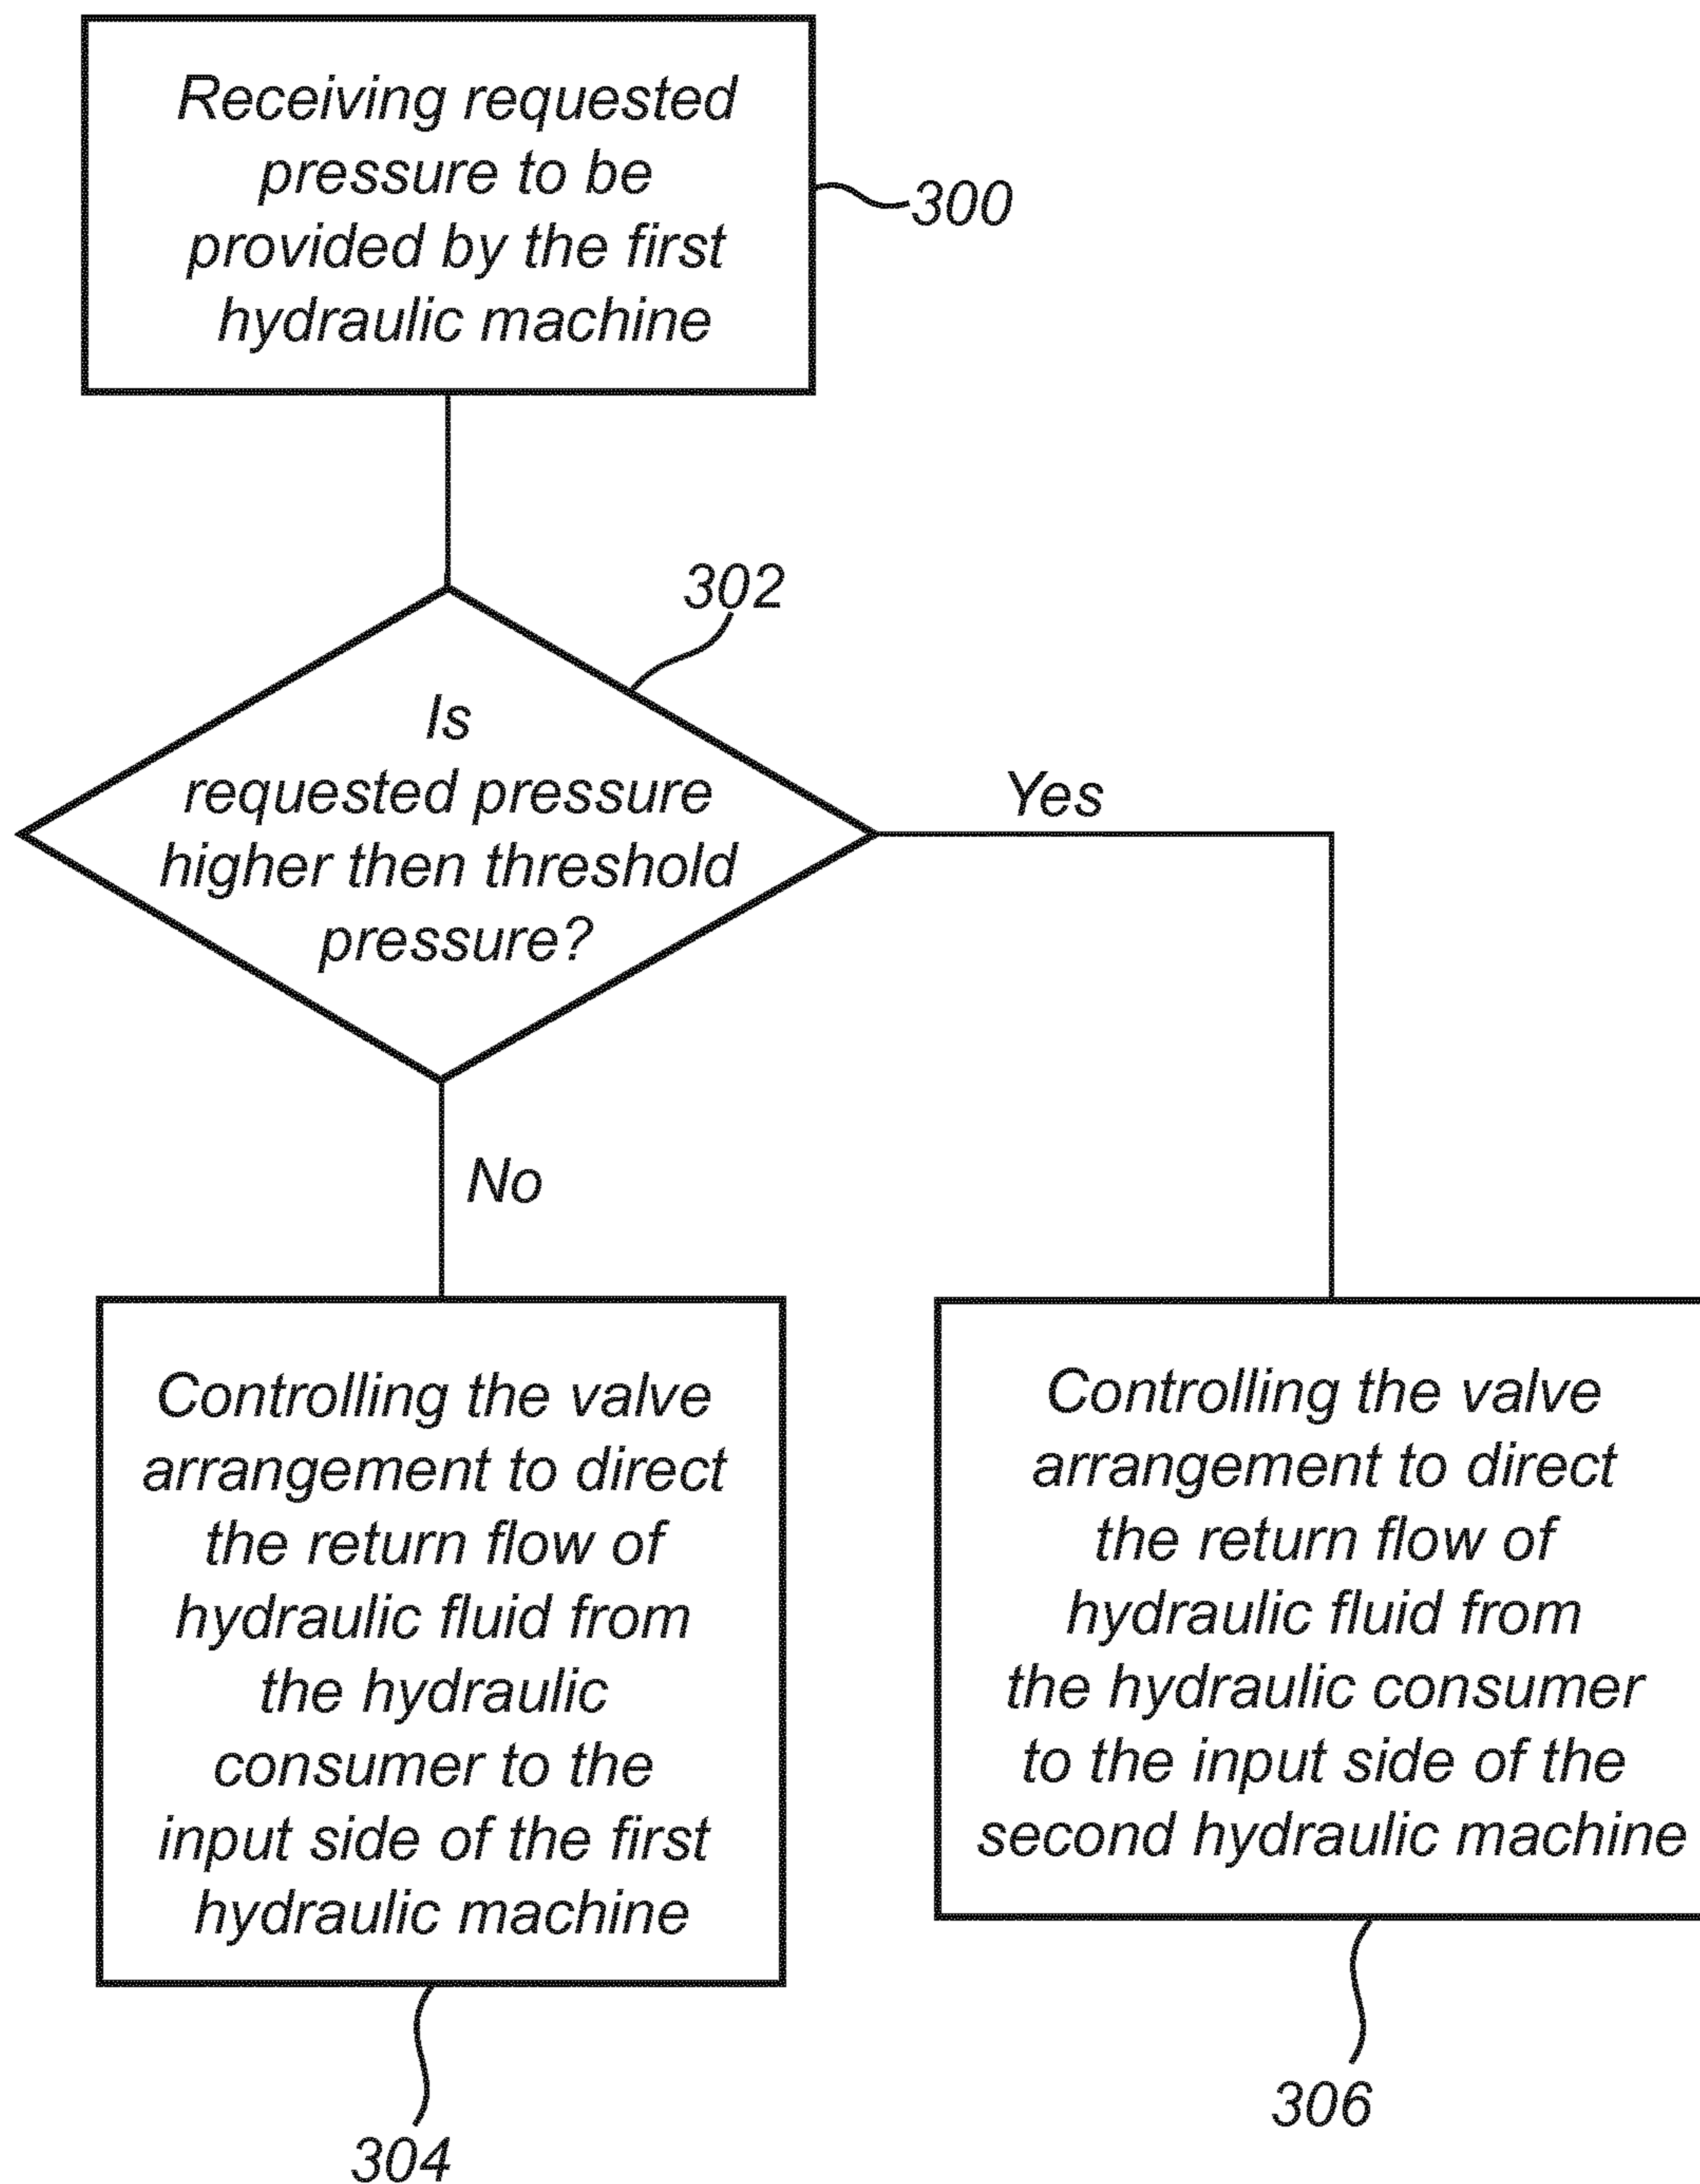 Receiving requested
pressure to be
provided by the first
hydraulic machine
300
302
Is
requested pressure
higher then threshold
pressure?
Yes
No
Controlling the valve
arrangement to direct
the return flow of
hydraulic fluid from
the hydraulic
consumer to the
input side of the first
hydraulic machine
304
Controlling the valve
arrangement to direct
the return flow of
hydraulic fluid from
the hydraulic consumer
to the input side of the
second hydraulic machine
306